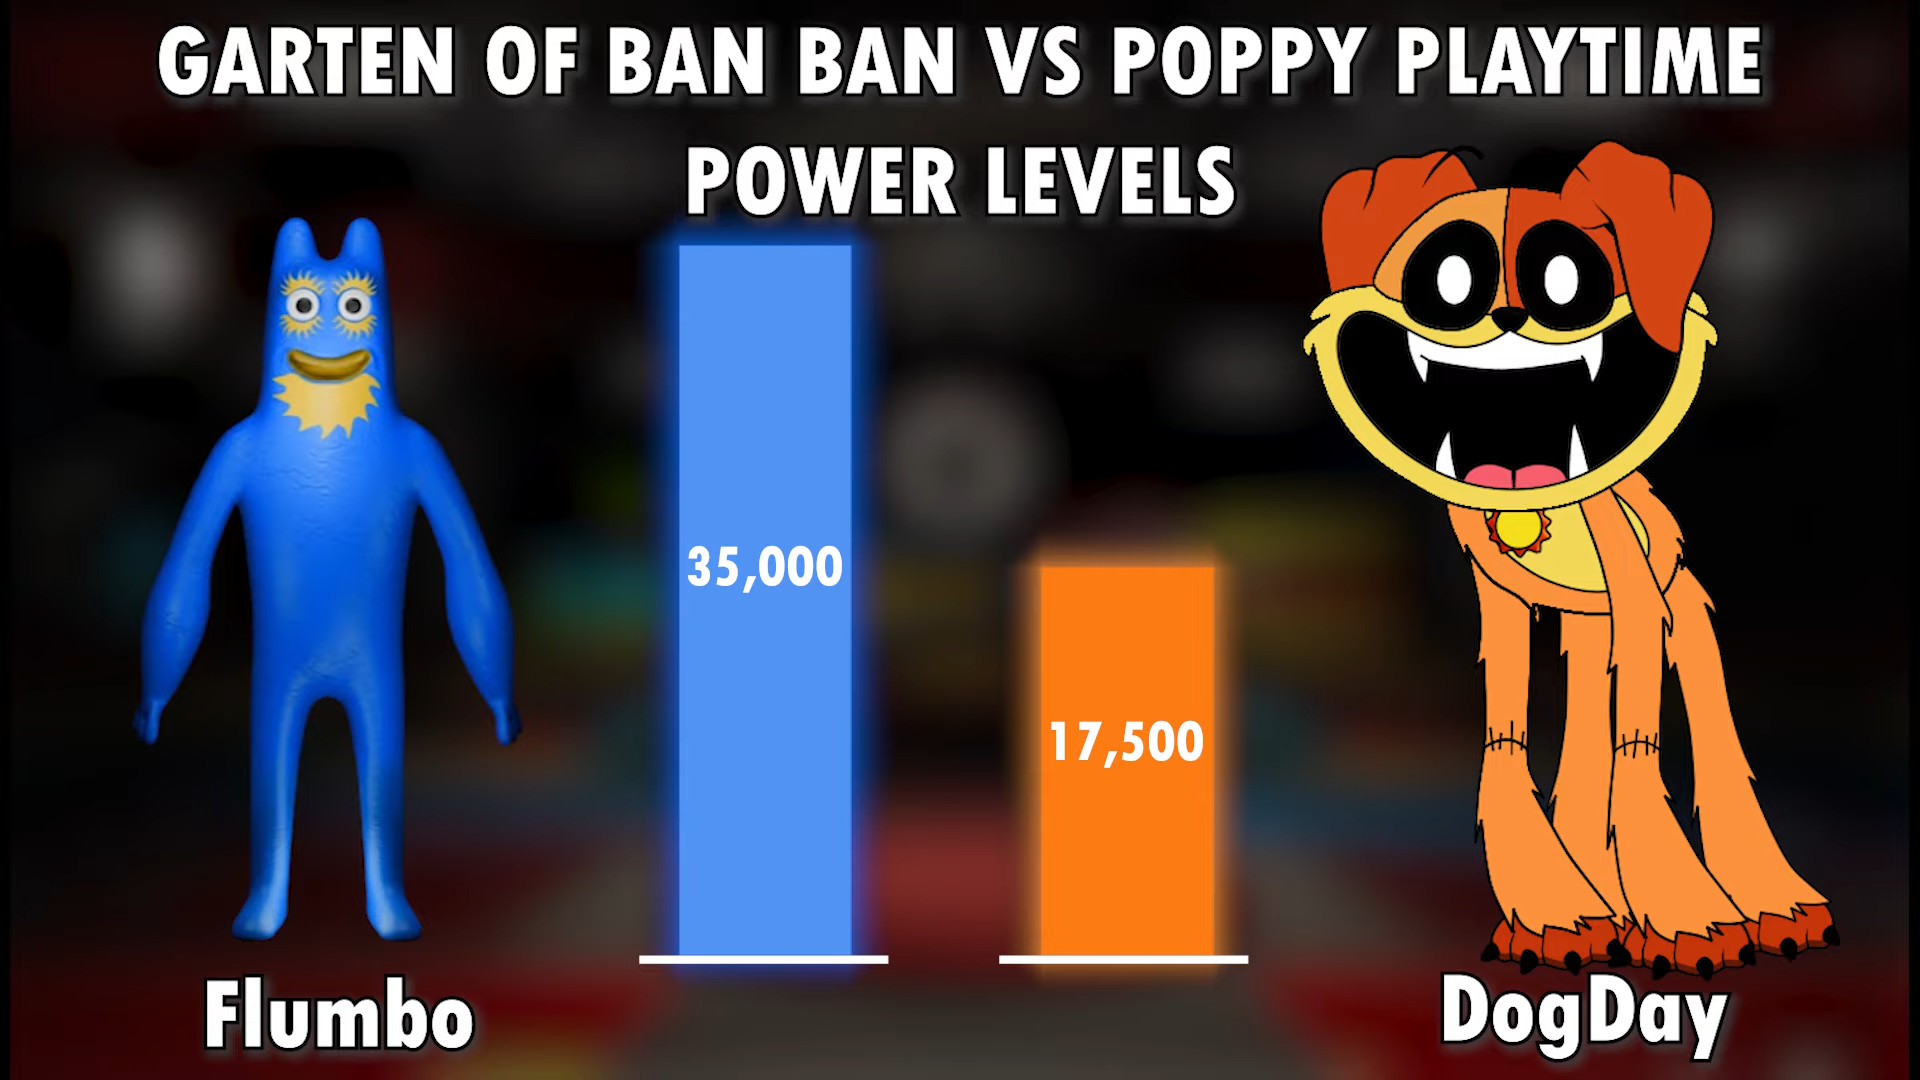 GARTEN OF BAN BAN VS POPPY PLAYTIME
POWER LEVELS
35,000
17,500
Flumbo
DogDay